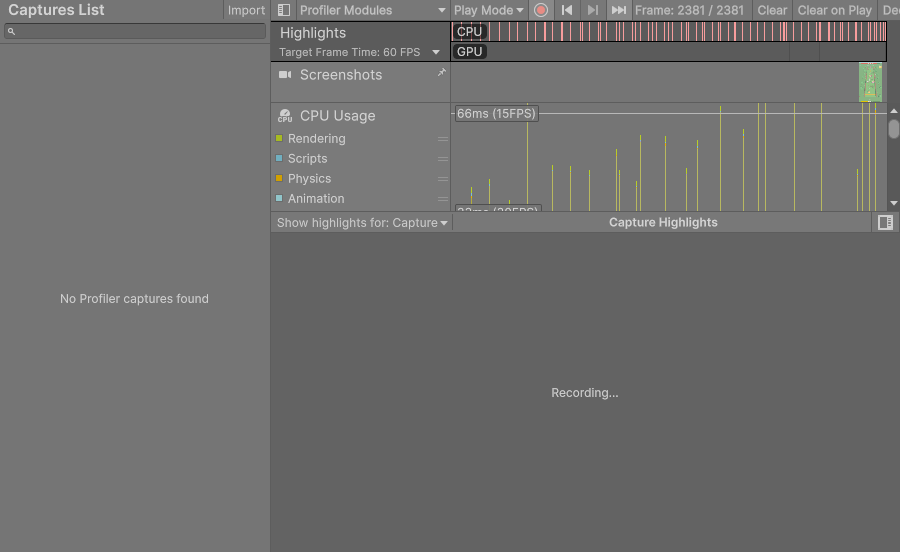 Captures List
Import
Profiler Modules
Play Mode
Frame: 2381 / 2381
Clear
Clear on Play
Highlights
Target Frame Time: 60 FPS
CPU
GPU
Screenshots
CPU
CPU Usage
66ms (15FPS)
Rendering
Scripts
Physics
Animation
Show highlights for: Capture
Capture Highlights
No Profiler captures found
Recording...